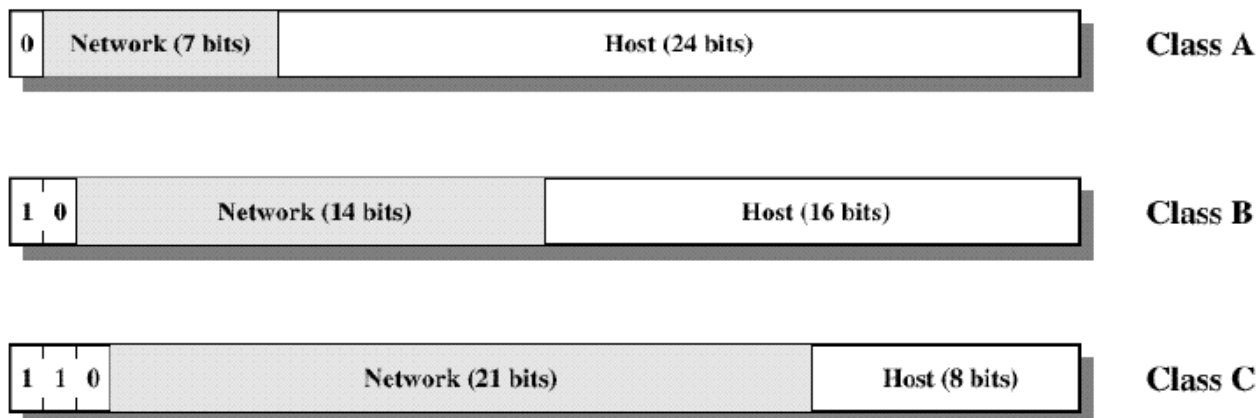 0 Network (7 bits) Host (24 bits) Class A
1 0 Network (14 bits) Host (16 bits) Class B
1 1 0 Network (21 bits) Host (8 bits) Class C